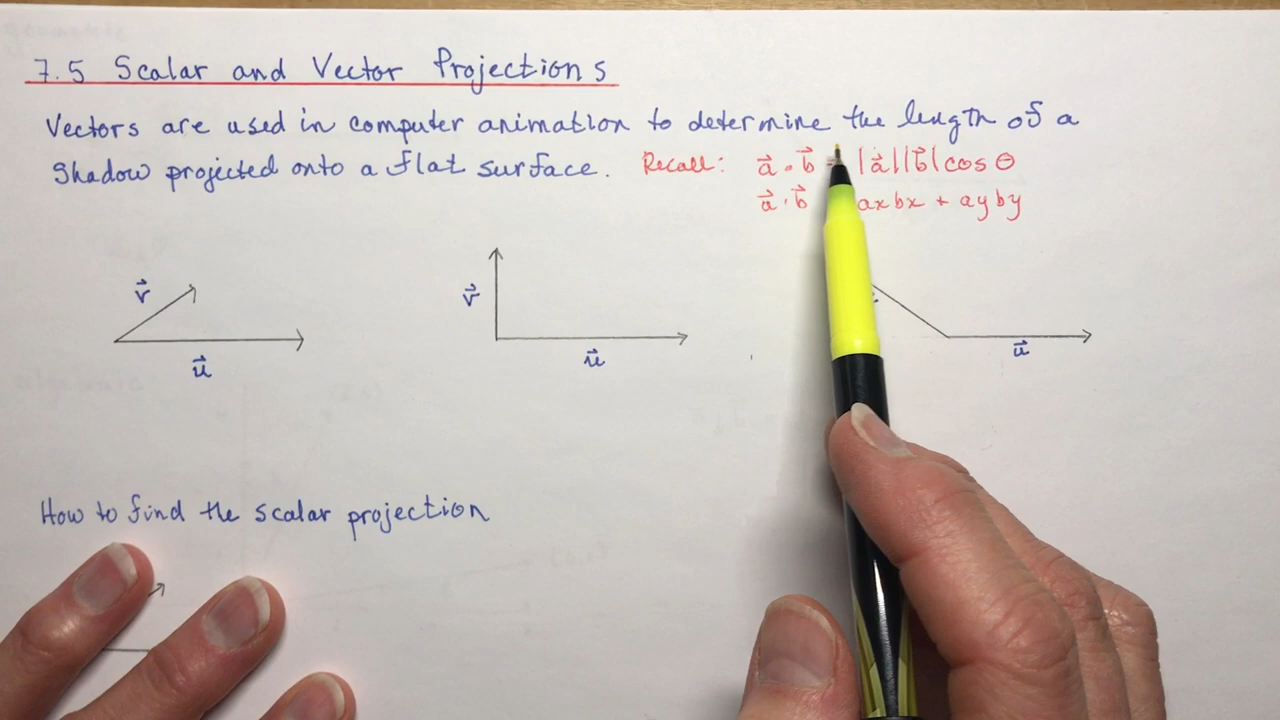 7.5 Scalar and Vector Projections
Vectors are used in computer animation to determine the length of a
Shadow projected onto a flat surface. Recall: a⃗ · b⃗ = |a⃗||b⃗| cos θ
a⃗ · b⃗ axbx + ayby
v⃗
u⃗
v⃗
u⃗
u⃗
How to find the scalar projection